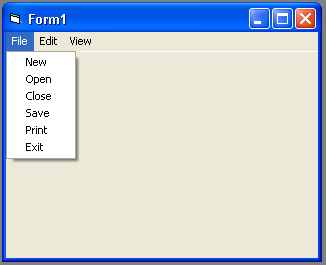 Form1
File Edit View
New
Open
Close
Save
Print
Exit